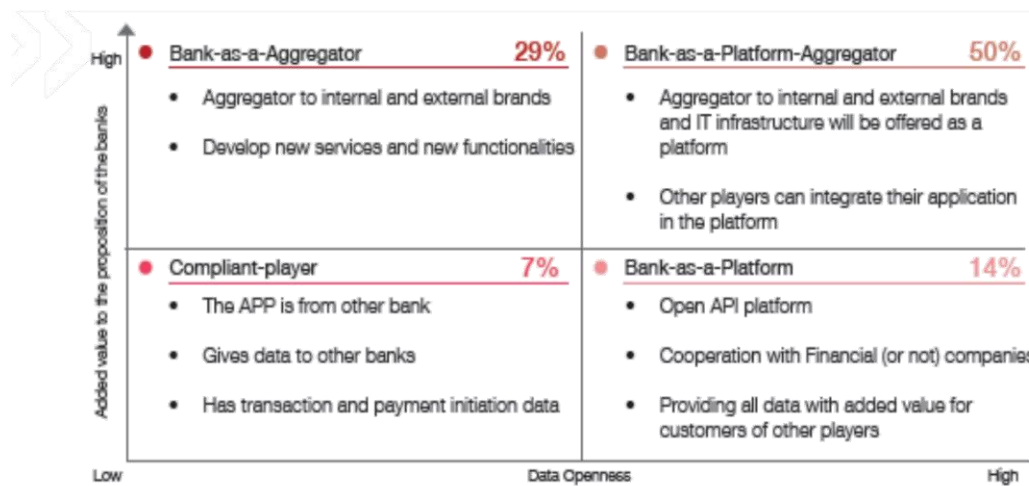 High
Added value to the proposition of the banks
Bank-as-a-Aggregator 29%
Aggregator to internal and external brands
Develop new services and new functionalities
Bank-as-a-Platform-Aggregator 50%
Aggregator to internal and external brands
and IT infrastructure will be offered as a
platform
Other players can integrate their application
in the platform
Compliant-player 7%
The APP is from other bank
Gives data to other banks
Has transaction and payment initiation data
Bank-as-a-Platform 14%
Open API platform
Cooperation with Financial (or not) companies
Providing all data with added value for
customers of other players
Low
Data Openness
High